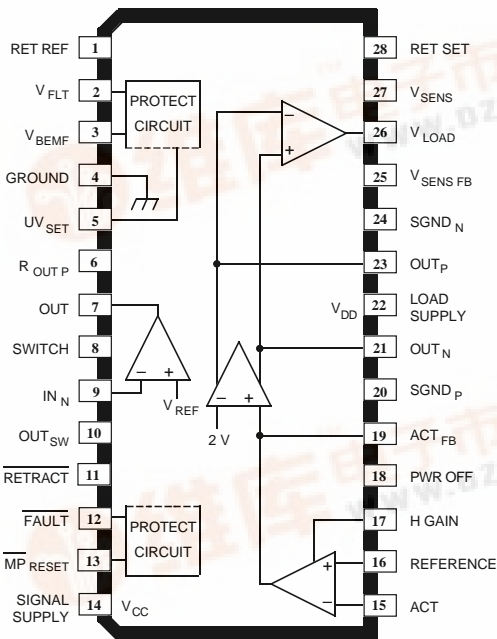 RET REF 1
V FLT 2
V BEMF 3
GROUND 4
UV SET 5
R OUT P 6
OUT 7
SWITCH 8
IN N 9
OUT SW 10
RETRACT 11
FAULT 12
MP RESET 13
SIGNAL SUPPLY 14
PROTECT
CIRCUIT
− +
V REF
PROTECT
CIRCUIT
V CC
−
+
V DD
− +
2 V
+
−
28 RET SET
27 V SENS
26 V LOAD
25 V SENS FB
24 SGND N
23 OUT P
22 LOAD SUPPLY
21 OUT N
20 SGND P
19 ACT FB
18 PWR OFF
17 H GAIN
16 REFERENCE
15 ACT